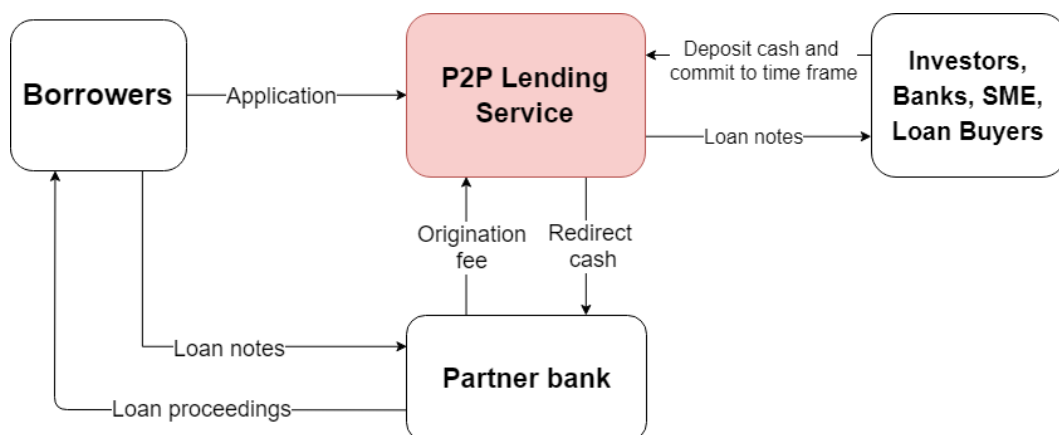 Borrowers
Application
P2P Lending
Service
Deposit cash and
commit to time frame
Loan notes
Investors,
Banks, SME,
Loan Buyers
Origination
fee
Redirect
cash
Loan notes
Loan proceedings
Partner bank